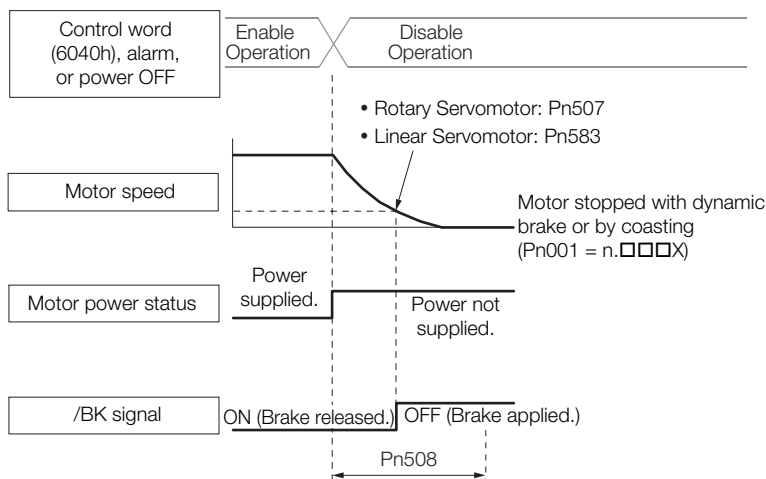 Control word
(6040h), alarm,
or power OFF
Enable
Operation
Disable
Operation
• Rotary Servomotor: Pn507
• Linear Servomotor: Pn583
Motor speed
Motor stopped with dynamic
brake or by coasting
(Pn001 = n.□□□X)
Motor power status
Power
supplied.
Power not
supplied.
/BK signal
ON (Brake released.)
OFF (Brake applied.)
Pn508